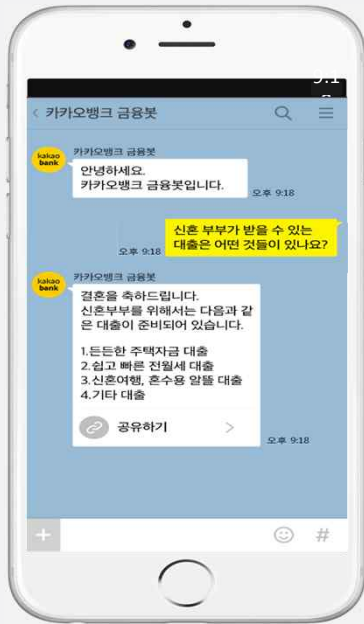 카카오뱅크 금융봇
카카오뱅크 금융봇
kakao
bank
안녕하세요.
카카오뱅크 금융봇입니다.
오후 9:18
신혼 부부가 받을 수 있는
대출은 어떤 것들이 있나요?
오후 9:18
카카오뱅크 금융봇
kakao
bank
결혼을 축하드립니다.
신혼부부를 위해서는 다음과 같
은 대출이 준비되어 있습니다.
1.든든한 주택자금 대출
2.쉽고 빠른 전월세 대출
3.신혼여행, 혼수용 알뜰 대출
4.기타 대출
공유하기
오후 9:18
#